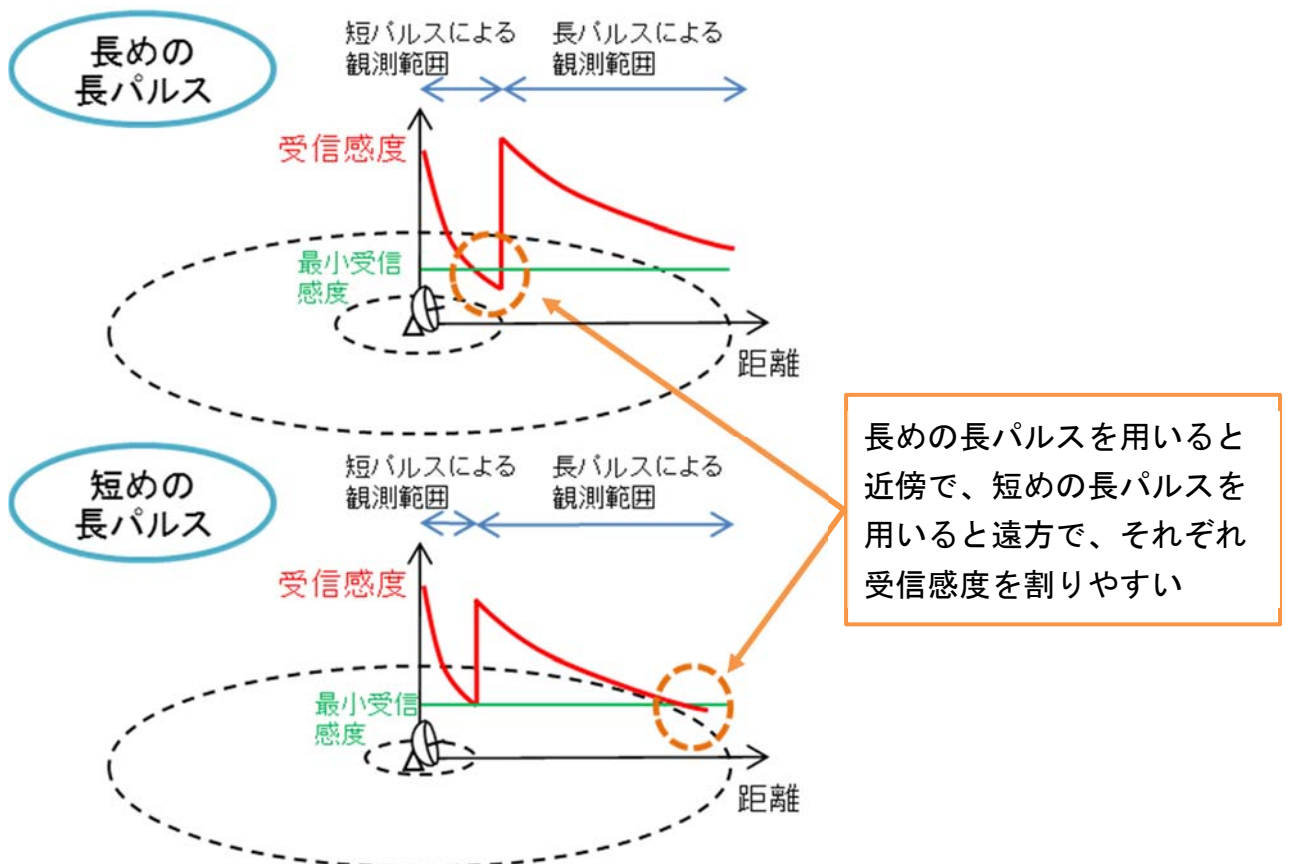 長めの
長パルス
短パルスによる
観測範囲
長パルスによる
観測範囲
受信感度
最小受信
感度
距離
長めの長パルスを用いると
近傍で、短めの長パルスを
用いると遠方で、それぞれ
受信感度を割りやすい
短めの
長パルス
短パルスによる
観測範囲
長パルスによる
観測範囲
受信感度
最小受信
感度
距離